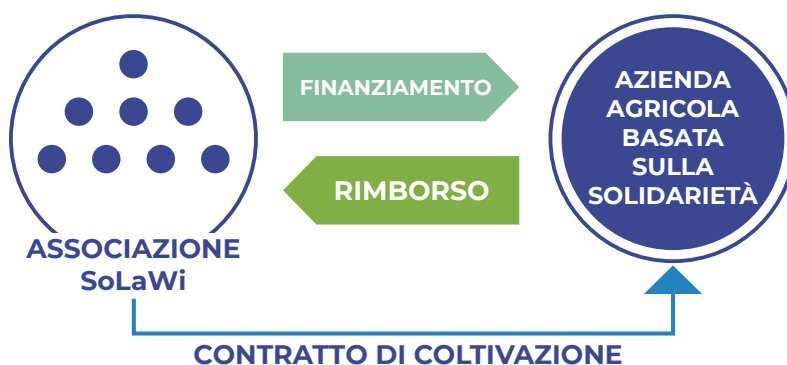 FINANZIAMENTO
RIMBORSO
AZIENDA
AGRICOLA
BASATA
SULLA
SOLIDARIETÀ
ASSOCIAZIONE
SoLaWi
CONTRATTO DI COLTIVAZIONE